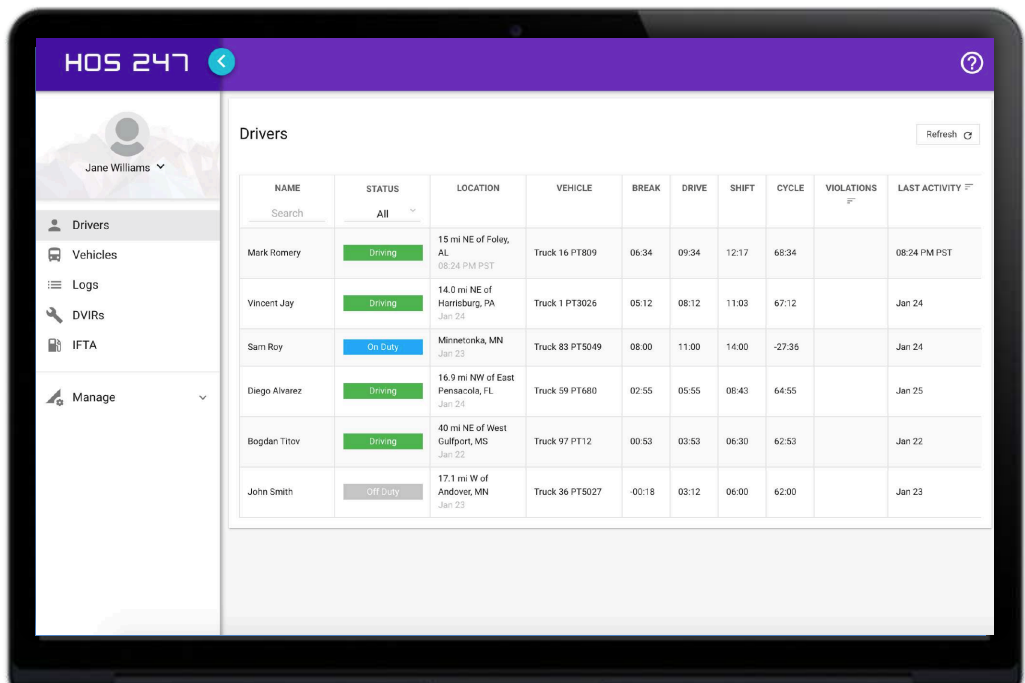 HOS 247
Jane Williams
Drivers
Vehicles
Logs
DVIRs
IFTA
Manage
Drivers
Refresh
NAME STATUS LOCATION VEHICLE BREAK DRIVE SHIFT CYCLE VIOLATIONS LAST ACTIVITY
Search All
15 mi NE of Foley,
Mark Romery Driving AL Truck 16 PT809 06:34 09:34 12:17 68:34 08:24 PM PST
08:24 PM PST
14.0 mi NE of
Vincent Jay Driving Harrisburg, PA Truck 1 PT3026 05:12 08:12 11:03 67:12 Jan 24
Jan 24
Minnetonka, MN
Sam Roy On Duty Truck 83 PT5049 08:00 11:00 14:00 -27:36 Jan 24
Jan 23
16.9 mi NW of East
Diego Alvarez Driving Pensacola, FL Truck 59 PT680 02:55 05:55 08:43 64:55 Jan 25
Jan 24
40 mi NE of West
Bogdan Titov Driving Gulfport, MS Truck 97 PT12 00:53 03:53 06:30 62:53 Jan 22
Jan 22
17.1 mi W of
John Smith Off Duty Andover, MN Truck 36 PT5027 -00:18 03:12 06:00 62:00 Jan 23
Jan 23